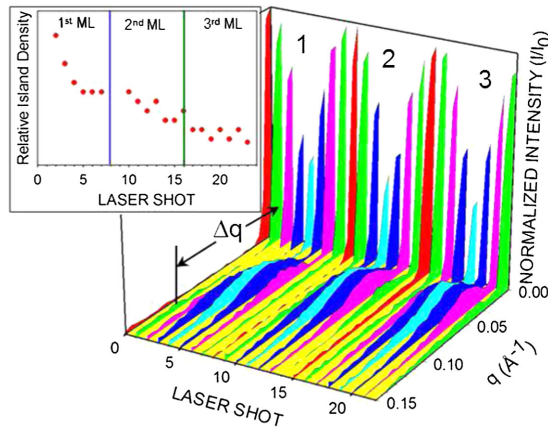 1st ML 2nd ML 3rd ML
Relative Island Density
0 5 10 15 20
LASER SHOT
1 2 3
NORMALIZED INTENSITY (I/I0)
Δq
0.00
0.05
0.10
0.15
q (Å-1)
0 5 10 15 20
LASER SHOT